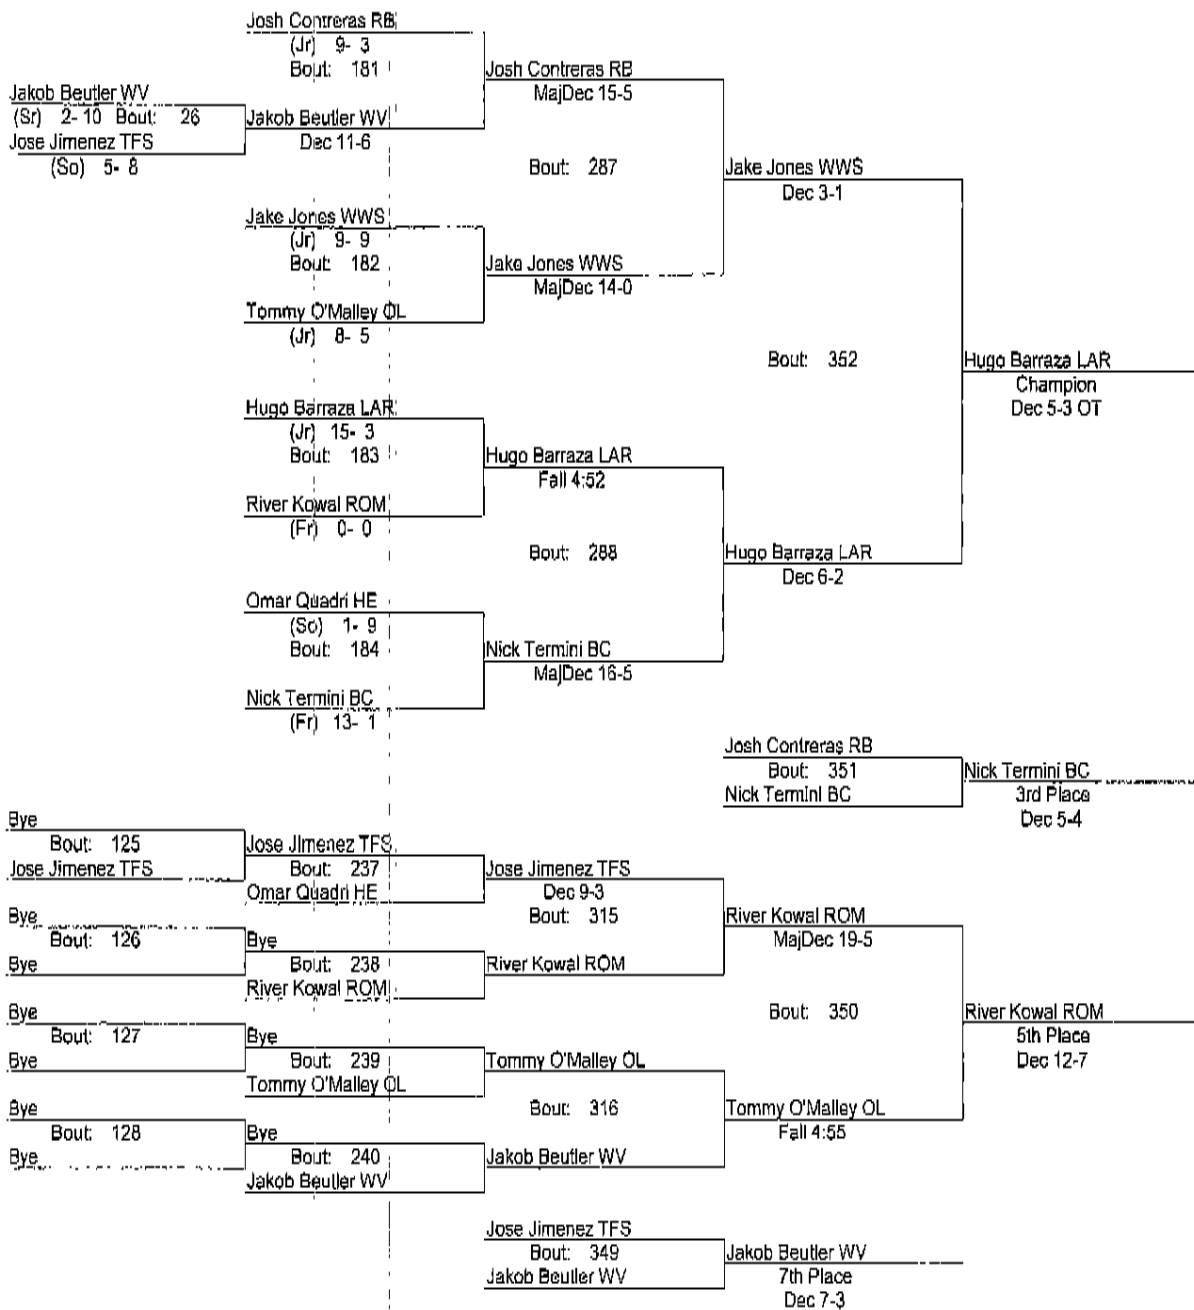 Josh Contreras RB
(Jr) 9- 3
Bout: 181
Josh Contreras RB
MajDec 15-5
Jakob Beutler WV
(Sr) 2- 10 Bout: 26
Jakob Beutler WV
Dec 11-6
Jose Jimenez TFS
(So) 5- 8
Bout: 287
Jake Jones WWS
Dec 3-1
Jake Jones WWS
(Jr) 9- 9
Bout: 182
Jake Jones WWS
MajDec 14-0
Tommy O'Malley OL
(Jr) 8- 5
Bout: 352
Hugo Barraza LAR
Champion
Dec 5-3 OT
Hugo Barraza LAR
(Jr) 15- 3
Bout: 183
Hugo Barraza LAR
Fall 4:52
River Kowal ROM
(Fr) 0- 0
Bout: 288
Hugo Barraza LAR
Dec 6-2
Omar Quadri HE
(So) 1- 9
Bout: 184
Nick Termini BC
MajDec 16-5
Nick Termini BC
(Fr) 13- 1
Josh Contreras RB
Bout: 351
Nick Termini BC
Nick Termini BC
3rd Place
Dec 5-4
Bye
Bout: 125
Jose Jimenez TFS
Jose Jimenez TFS
Bout: 237
Omar Quadri HE
Jose Jimenez TFS
Dec 9-3
Bout: 315
River Kowal ROM
MajDec 19-5
Bye
Bout: 126
Bye
Bye
Bout: 238
River Kowal ROM
River Kowal ROM
Bout: 350
River Kowal ROM
5th Place
Dec 12-7
Bye
Bout: 127
Bye
Bye
Bout: 239
Tommy O'Malley OL
Tommy O'Malley OL
Bout: 316
Tommy O'Malley OL
Fall 4:55
Bye
Bout: 128
Bye
Bye
Bout: 240
Jakob Beutler WV
Jakob Beutler WV
Jose Jimenez TFS
Bout: 349
Jakob Beutler WV
Jakob Beutler WV
7th Place
Dec 7-3